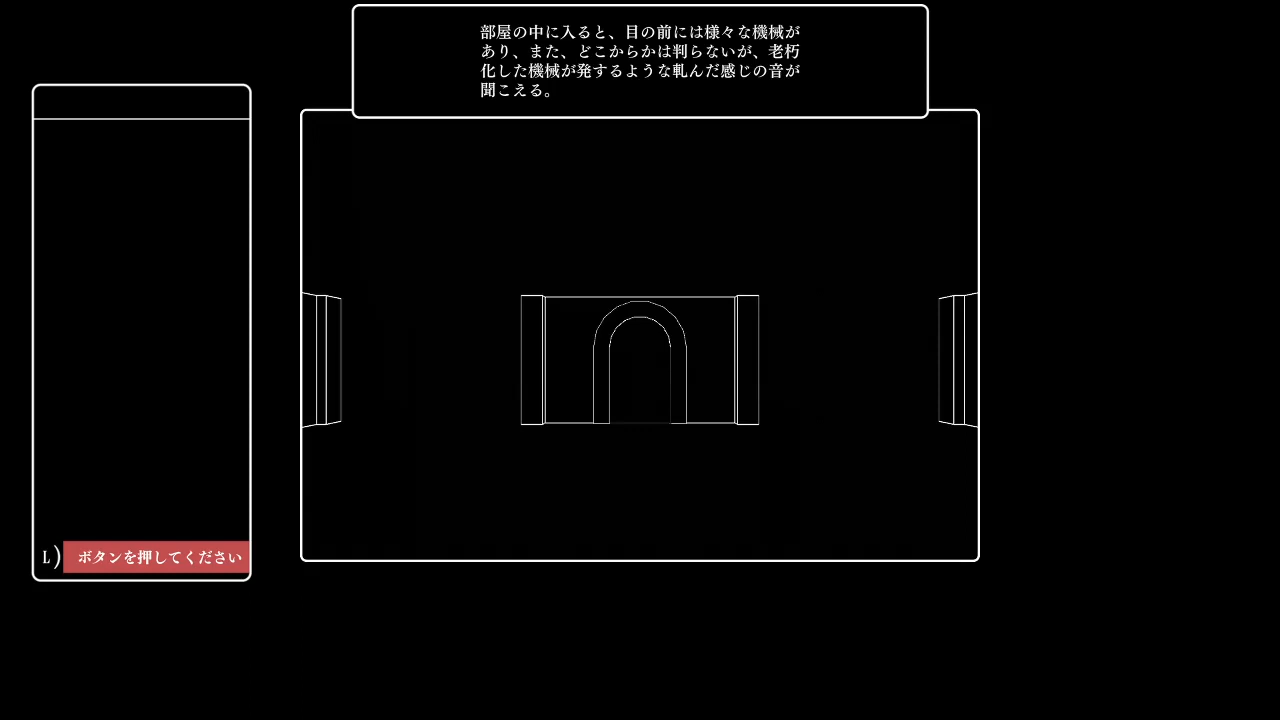 部屋の中に入ると、目の前には様々な機械が
あり、また、どこからかは判らないが、老朽
化した機械が発するような軋んだ感じの音が
聞こえる。
L) ボタンを押してください